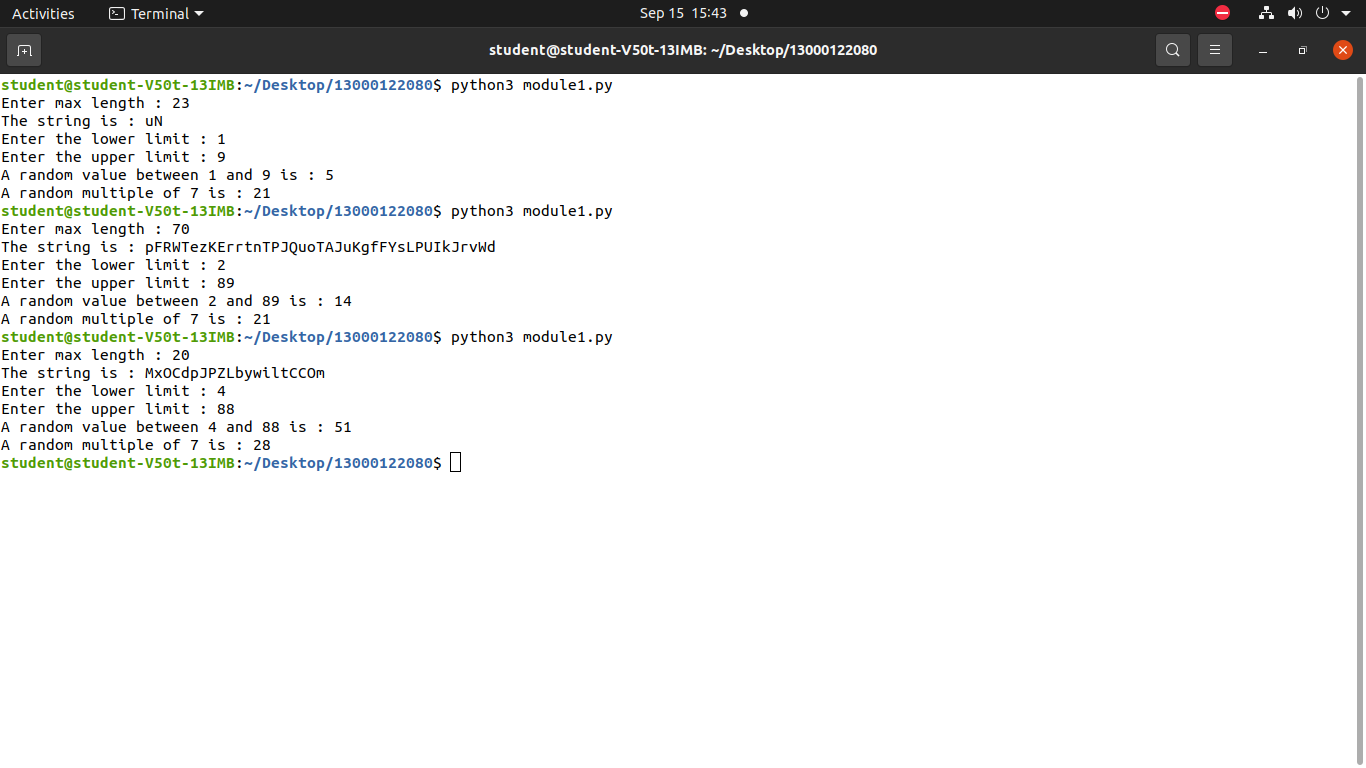 Activities Terminal Sep 15 15:43
student@student-V50t-13IMB: ~/Desktop/13000122080
student@student-V50t-13IMB:~/Desktop/13000122080$ python3 module1.py
Enter max length : 23
The string is : uN
Enter the lower limit : 1
Enter the upper limit : 9
A random value between 1 and 9 is : 5
A random multiple of 7 is : 21
student@student-V50t-13IMB:~/Desktop/13000122080$ python3 module1.py
Enter max length : 70
The string is : pFRWTezKErrtnTPJQuoTAJuKgfFYsLPUIkJrvWd
Enter the lower limit : 2
Enter the upper limit : 89
A random value between 2 and 89 is : 14
A random multiple of 7 is : 21
student@student-V50t-13IMB:~/Desktop/13000122080$ python3 module1.py
Enter max length : 20
The string is : MxOCdpJPZLbywiltCCOm
Enter the lower limit : 4
Enter the upper limit : 88
A random value between 4 and 88 is : 51
A random multiple of 7 is : 28
student@student-V50t-13IMB:~/Desktop/13000122080$